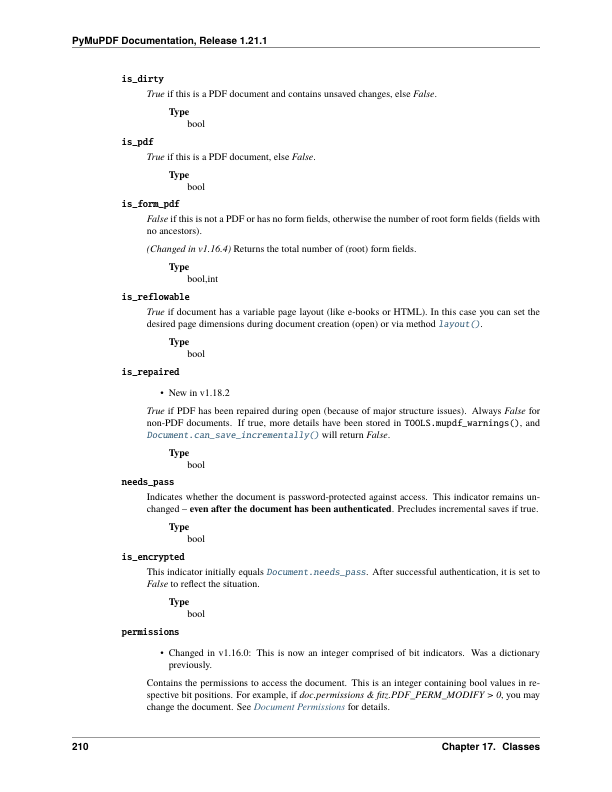 PyMuPDF Documentation, Release 1.21.1
is_dirty
True if this is a PDF document and contains unsaved changes, else False.
Type
bool
is_pdf
True if this is a PDF document, else False.
Type
bool
is_form_pdf
False if this is not a PDF or has no form fields, otherwise the number of root form fields (fields with
no ancestors).
(Changed in v1.16.4) Returns the total number of (root) form fields.
Type
bool,int
is_reflowable
True if document has a variable page layout (like e-books or HTML). In this case you can set the
desired page dimensions during document creation (open) or via method layout().
Type
bool
is_repaired
• New in v1.18.2
True if PDF has been repaired during open (because of major structure issues). Always False for
non-PDF documents. If true, more details have been stored in TOOLS.mupdf_warnings(), and
Document.can_save_incrementally() will return False.
Type
bool
needs_pass
Indicates whether the document is password-protected against access. This indicator remains un-
changed – even after the document has been authenticated. Precludes incremental saves if true.
Type
bool
is_encrypted
This indicator initially equals Document.needs_pass. After successful authentication, it is set to
False to reflect the situation.
Type
bool
permissions
• Changed in v1.16.0: This is now an integer comprised of bit indicators. Was a dictionary
previously.
Contains the permissions to access the document. This is an integer containing bool values in re-
spective bit positions. For example, if doc.permissions & fitz.PDF_PERM_MODIFY > 0, you may
change the document. See Document Permissions for details.
210 Chapter 17. Classes